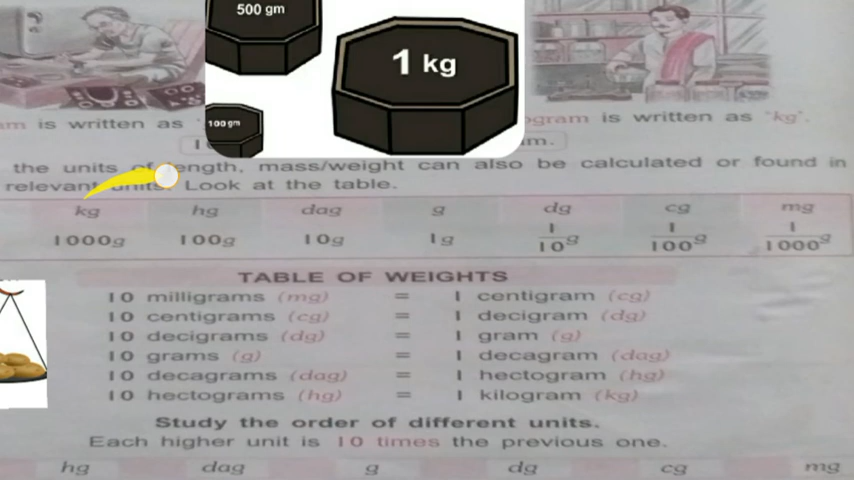 500 gm
1 kg
100 gm
is written as
gram is written as 'kg'.
1
m.
the units of length, mass/weight can also be calculated or found in
relevant units. Look at the table.
kg hg dag g dg cg mg
1000g 100g 10g 1g 1/10 g 1/100 g 1/1000 g
TABLE OF WEIGHTS
10 milligrams (mg) = 1 centigram (cg)
10 centigrams (cg) = 1 decigram (dg)
10 decigrams (dg) = 1 gram (g)
10 grams (g) = 1 decagram (dag)
10 decagrams (dag) = 1 hectogram (hg)
10 hectograms (hg) = 1 kilogram (kg)
Study the order of different units.
Each higher unit is 10 times the previous one.
hg dag g dg cg mg